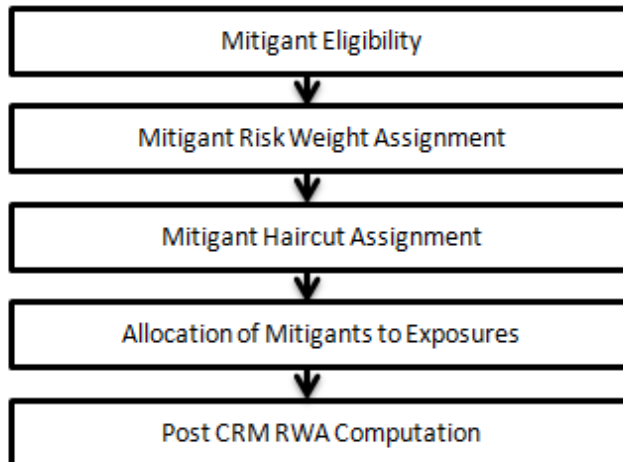 Mitigant Eligibility
Mitigant Risk Weight Assignment
Mitigant Haircut Assignment
Allocation of Mitigants to Exposures
Post CRM RWA Computation